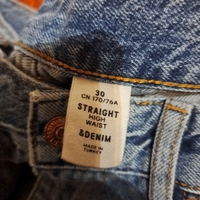 30
CN 170/76A
STRAIGHT
HIGH
WAIST
&DENIM
MADE IN
TURKEY